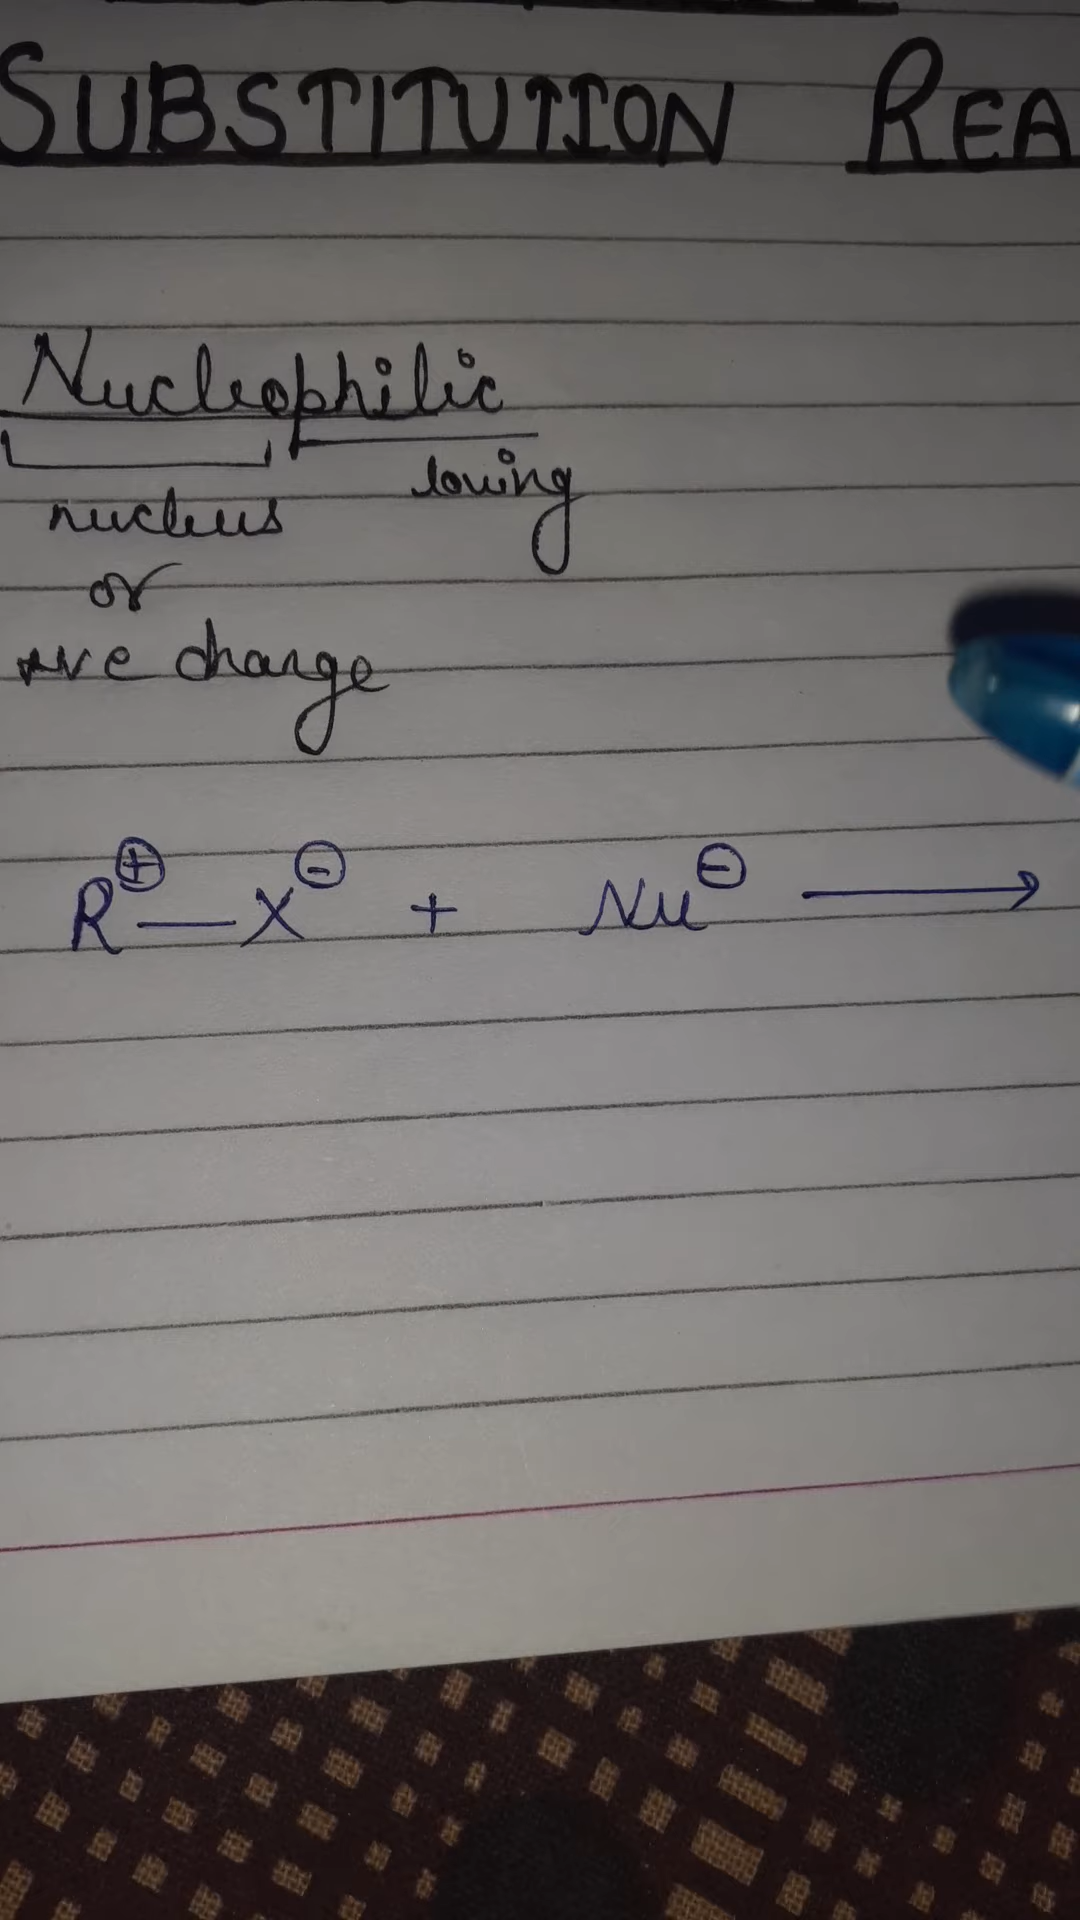 SUBSTITUTION REA
Nucleophilic
nucleus loving
or
+ve charge
R⊕—X⊖ + Nu⊖ ⟶